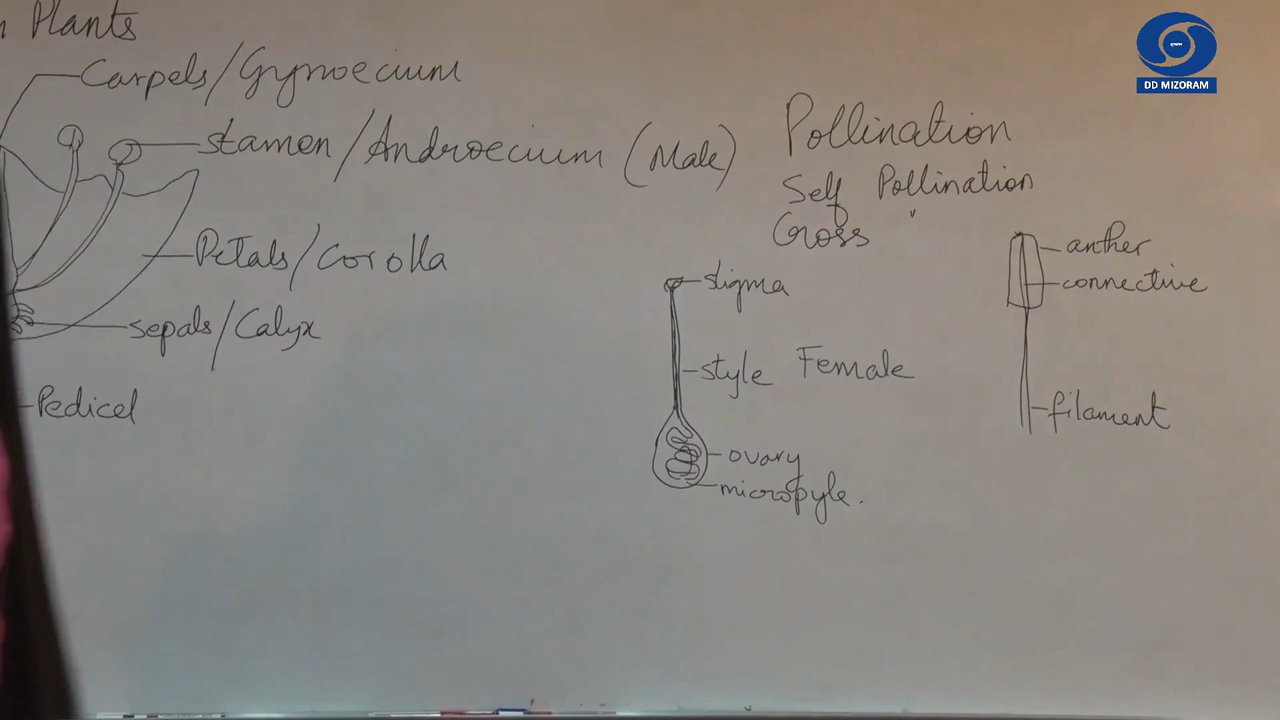 Plants
Carpels/Gynoecium
stamen/Androecium (Male)
Petals/Corolla
sepals/Calyx
Pedicel
Pollination
Self Pollination
Cross "
stigma
style Female
ovary
micropyle.
anther
connective
filament
DD MIZORAM